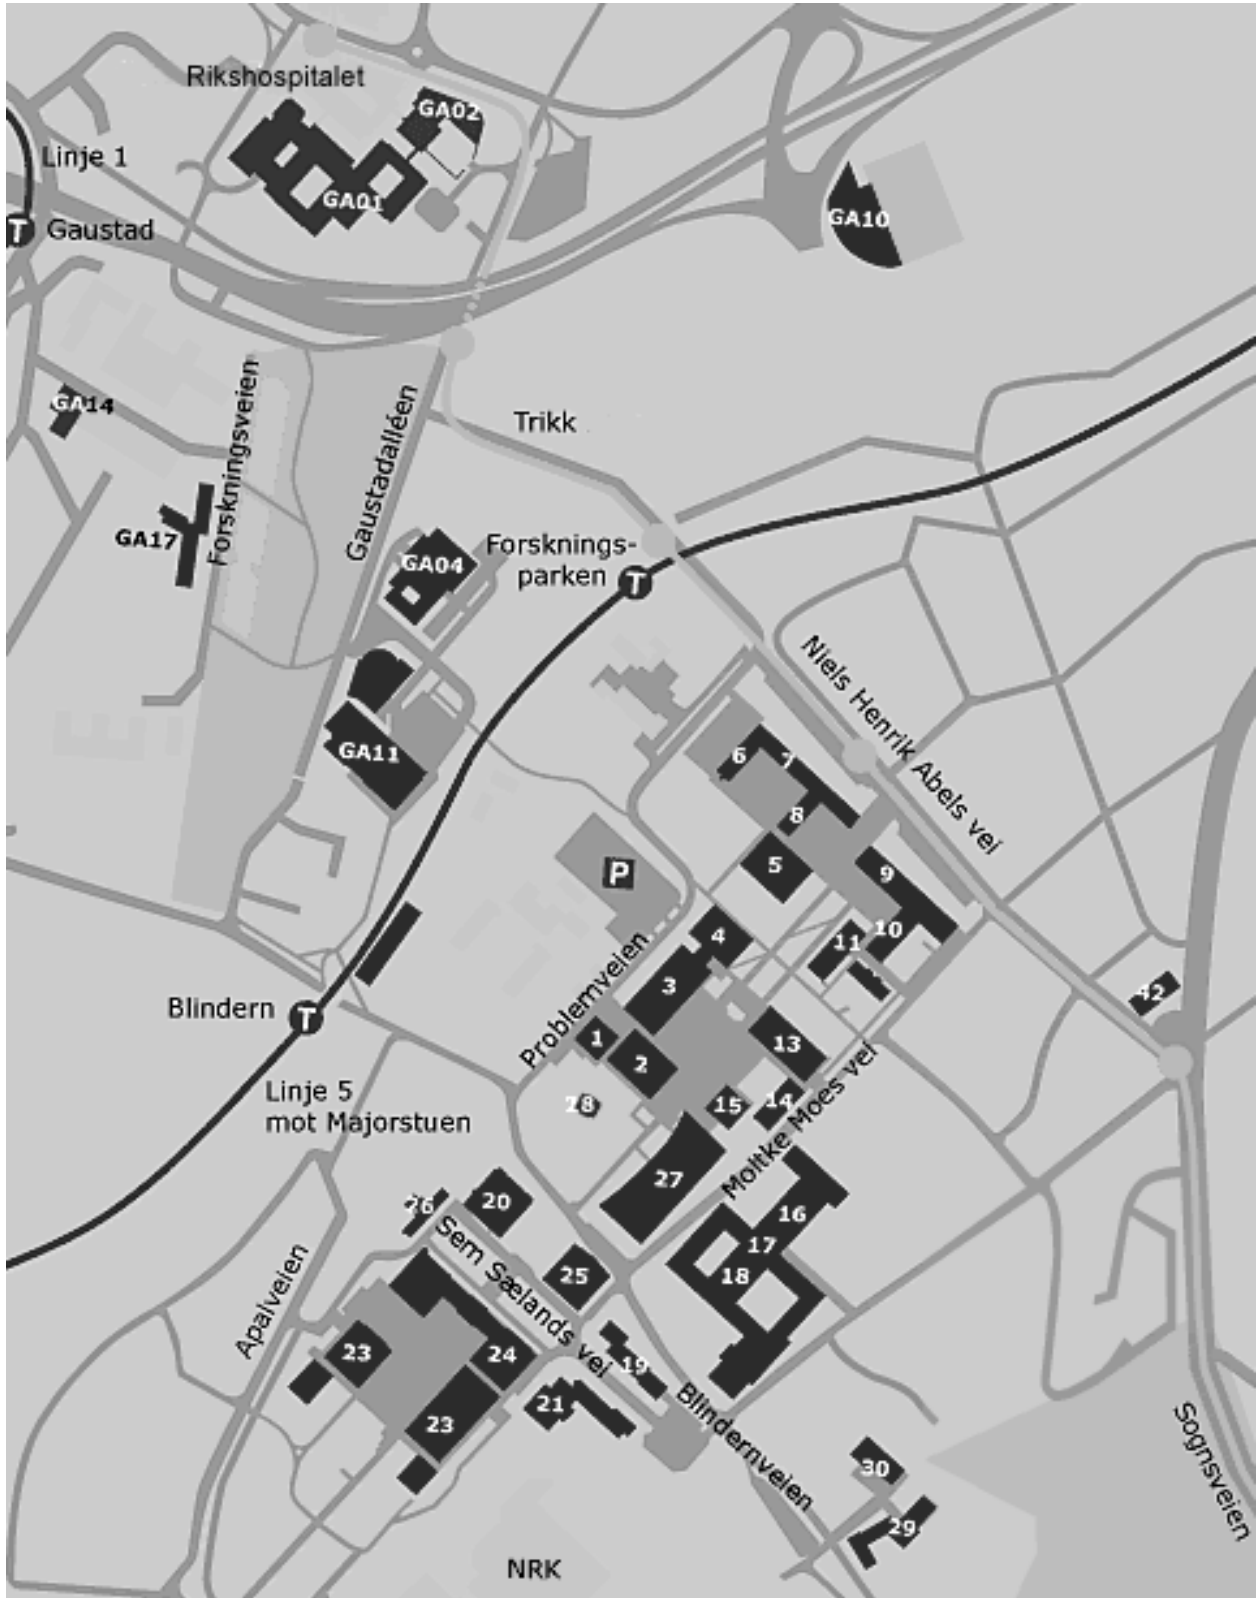 Rikshospitalet
GA02
Linje 1
GA01
T Gaustad
GA10
GA14
Forskningsveien
Gaustadalléen
Trikk
GA17
GA04
Forsknings-
parken T
Niels Henrik Abels vei
GA11
6
7
8
5
P
9
4
10
11
3
42
Problemveien
Blindern T
1
2
13
Linje 5
mot Majorstuen
28
15
14
Moltke Moes vei
27
20
26
16
17
18
Sem Sælands vei
25
Apalveien
23
24
19
21
23
Blindernveien
Sognsveien
30
29
NRK